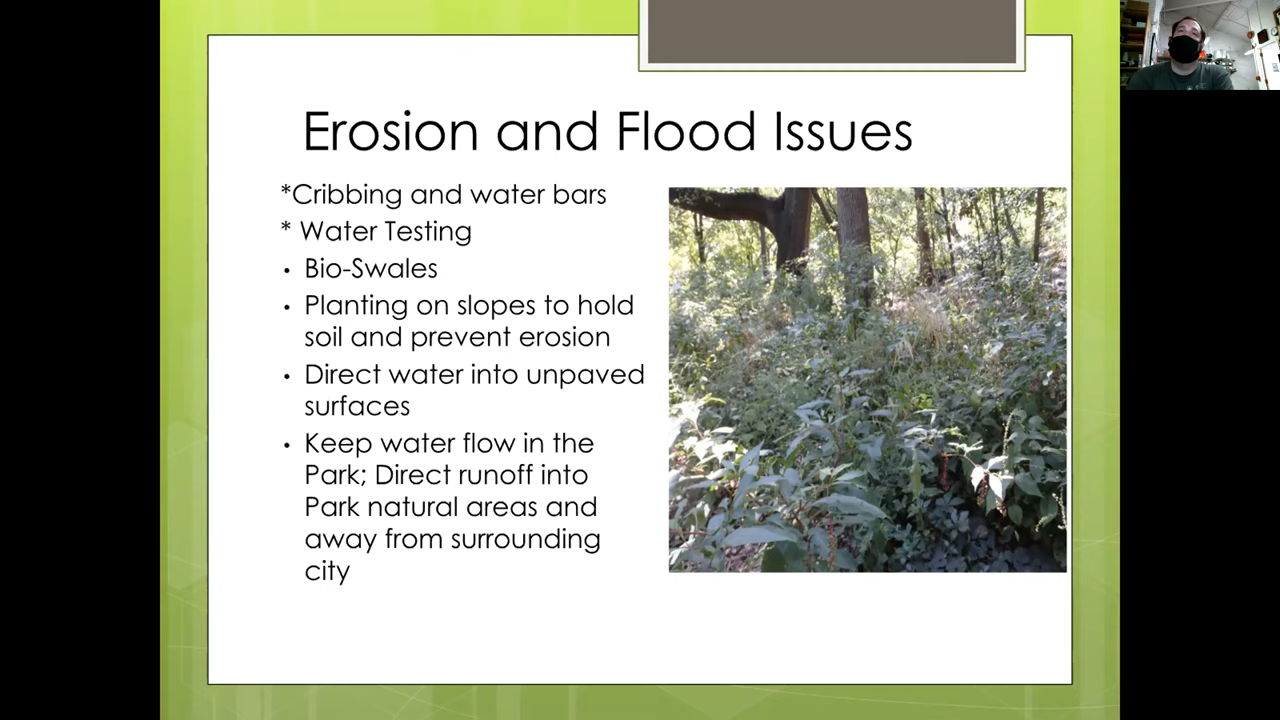 Erosion and Flood Issues
*Cribbing and water bars
* Water Testing
• Bio-Swales
• Planting on slopes to hold
soil and prevent erosion
• Direct water into unpaved
surfaces
• Keep water flow in the
Park; Direct runoff into
Park natural areas and
away from surrounding
city